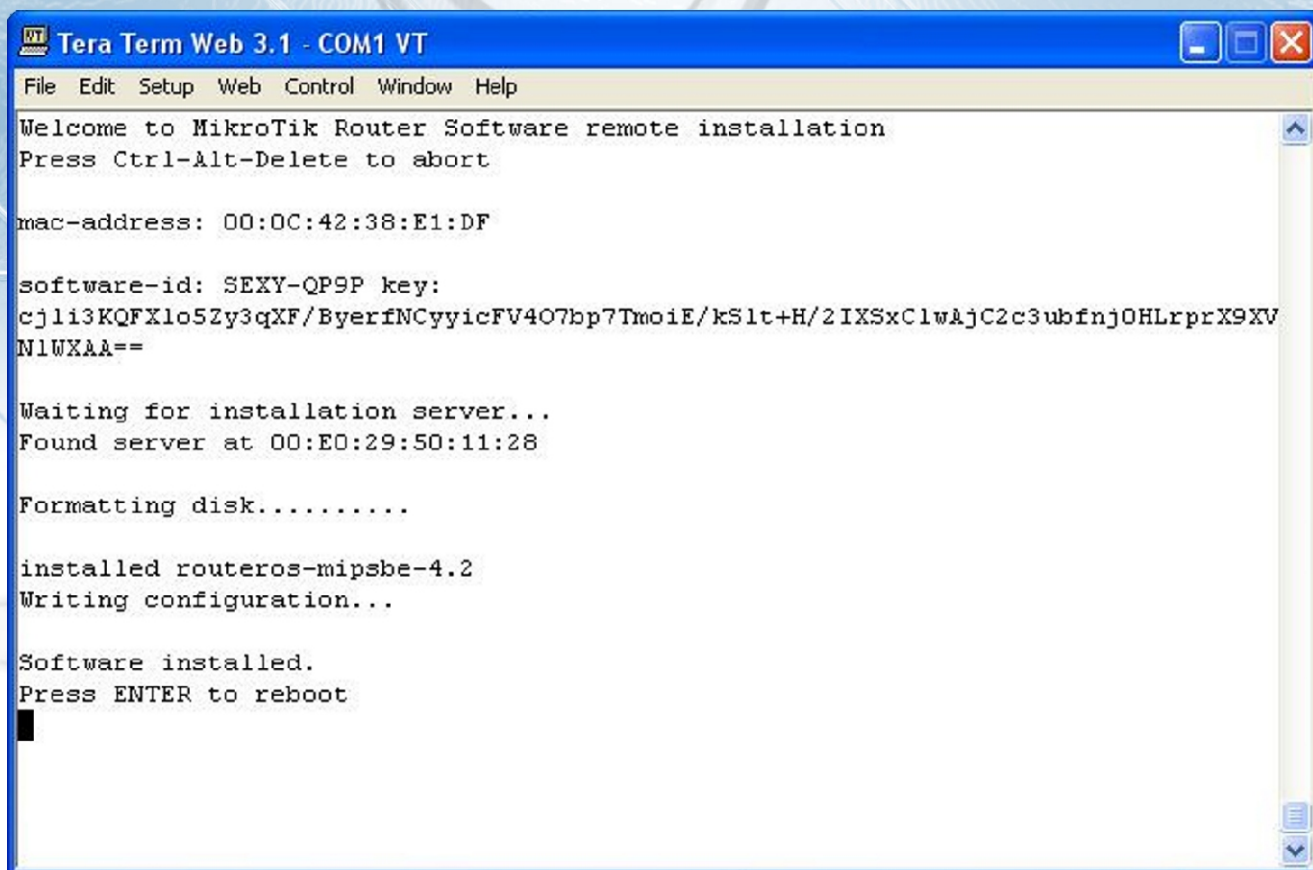 Tera Term Web 3.1 - COM1 VT
File Edit Setup Web Control Window Help
Welcome to MikroTik Router Software remote installation
Press Ctrl-Alt-Delete to abort
mac-address: 00:0C:42:38:E1:DF
software-id: SEXY-QP9P key:
cjli3KQFXlo5Zy3qXF/ByerfNCyyicFV4O7bp7TmoiE/kSlt+H/2IXSxClwAjC2c3ubfnjOHLrprX9XV
NlWXAA==
Waiting for installation server...
Found server at 00:E0:29:50:11:28
Formatting disk..........
installed routeros-mipsbe-4.2
Writing configuration...
Software installed.
Press ENTER to reboot